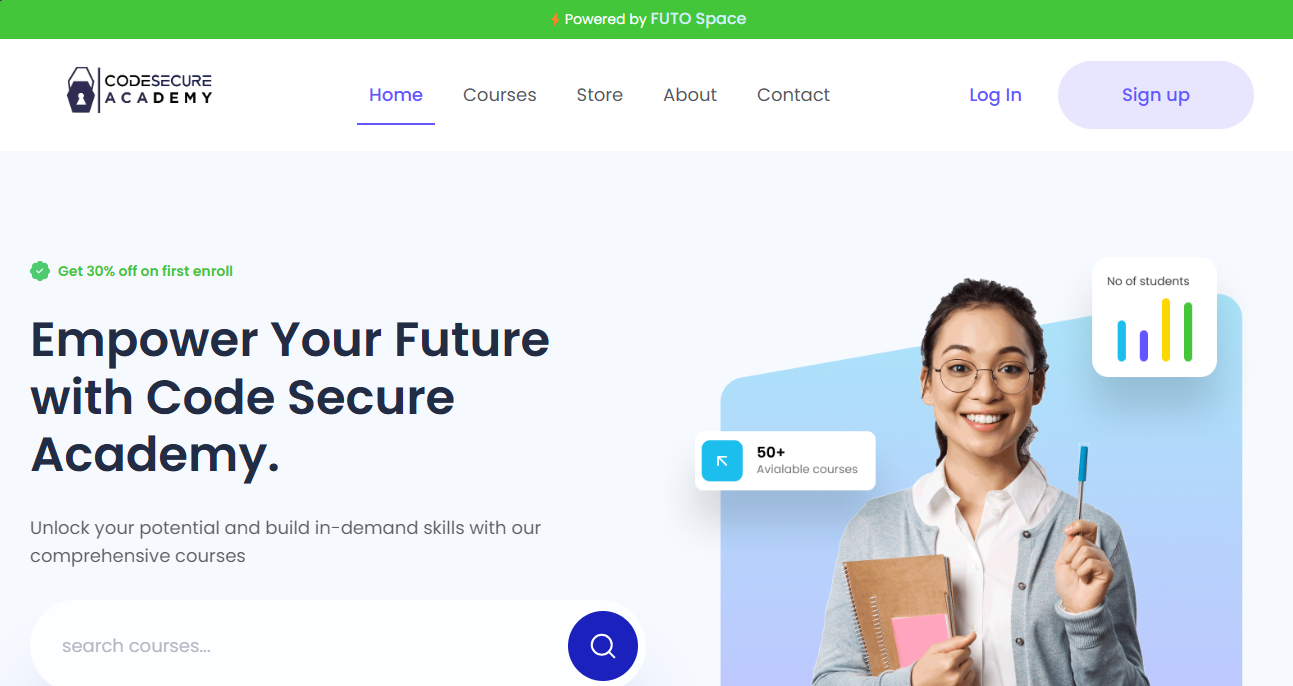 Powered by FUTO Space
CODESECURE
ACADEMY
Home
Courses
Store
About
Contact
Log In
Sign up
Get 30% off on first enroll
Empower Your Future
with Code Secure
Academy.
Unlock your potential and build in-demand skills with our
comprehensive courses
search courses...
No of students
50+
Avialable courses